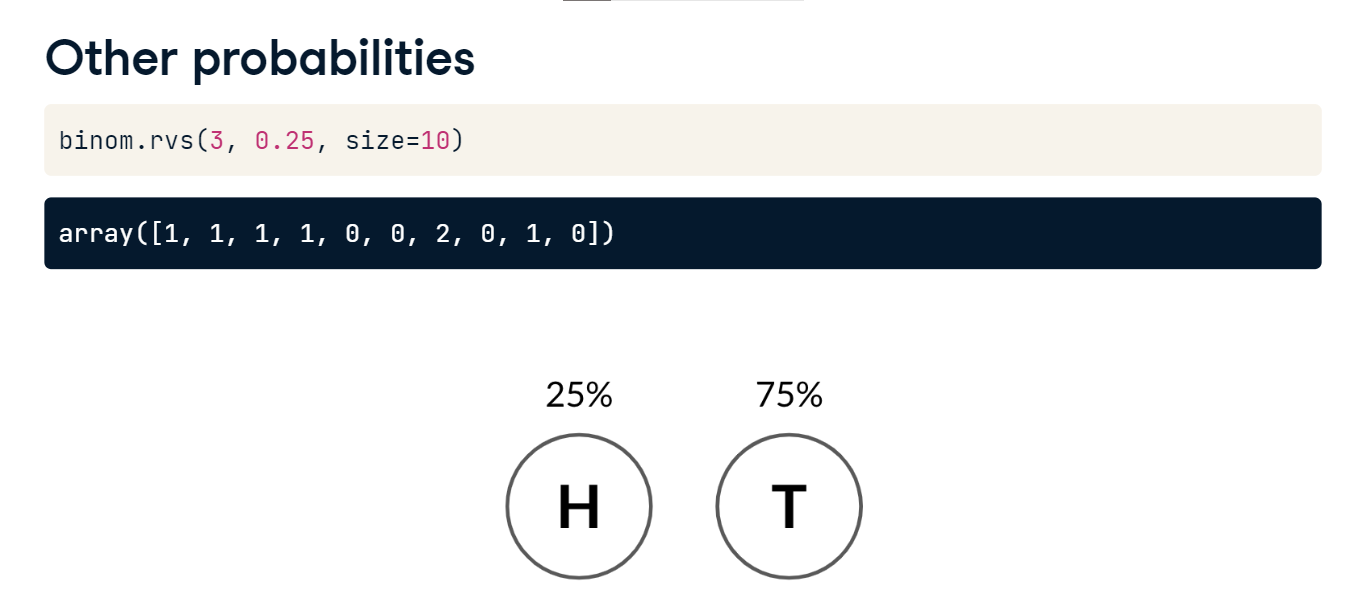 Other probabilities
binom.rvs(3, 0.25, size=10)
array([1, 1, 1, 1, 0, 0, 2, 0, 1, 0])
25% 75%
H T